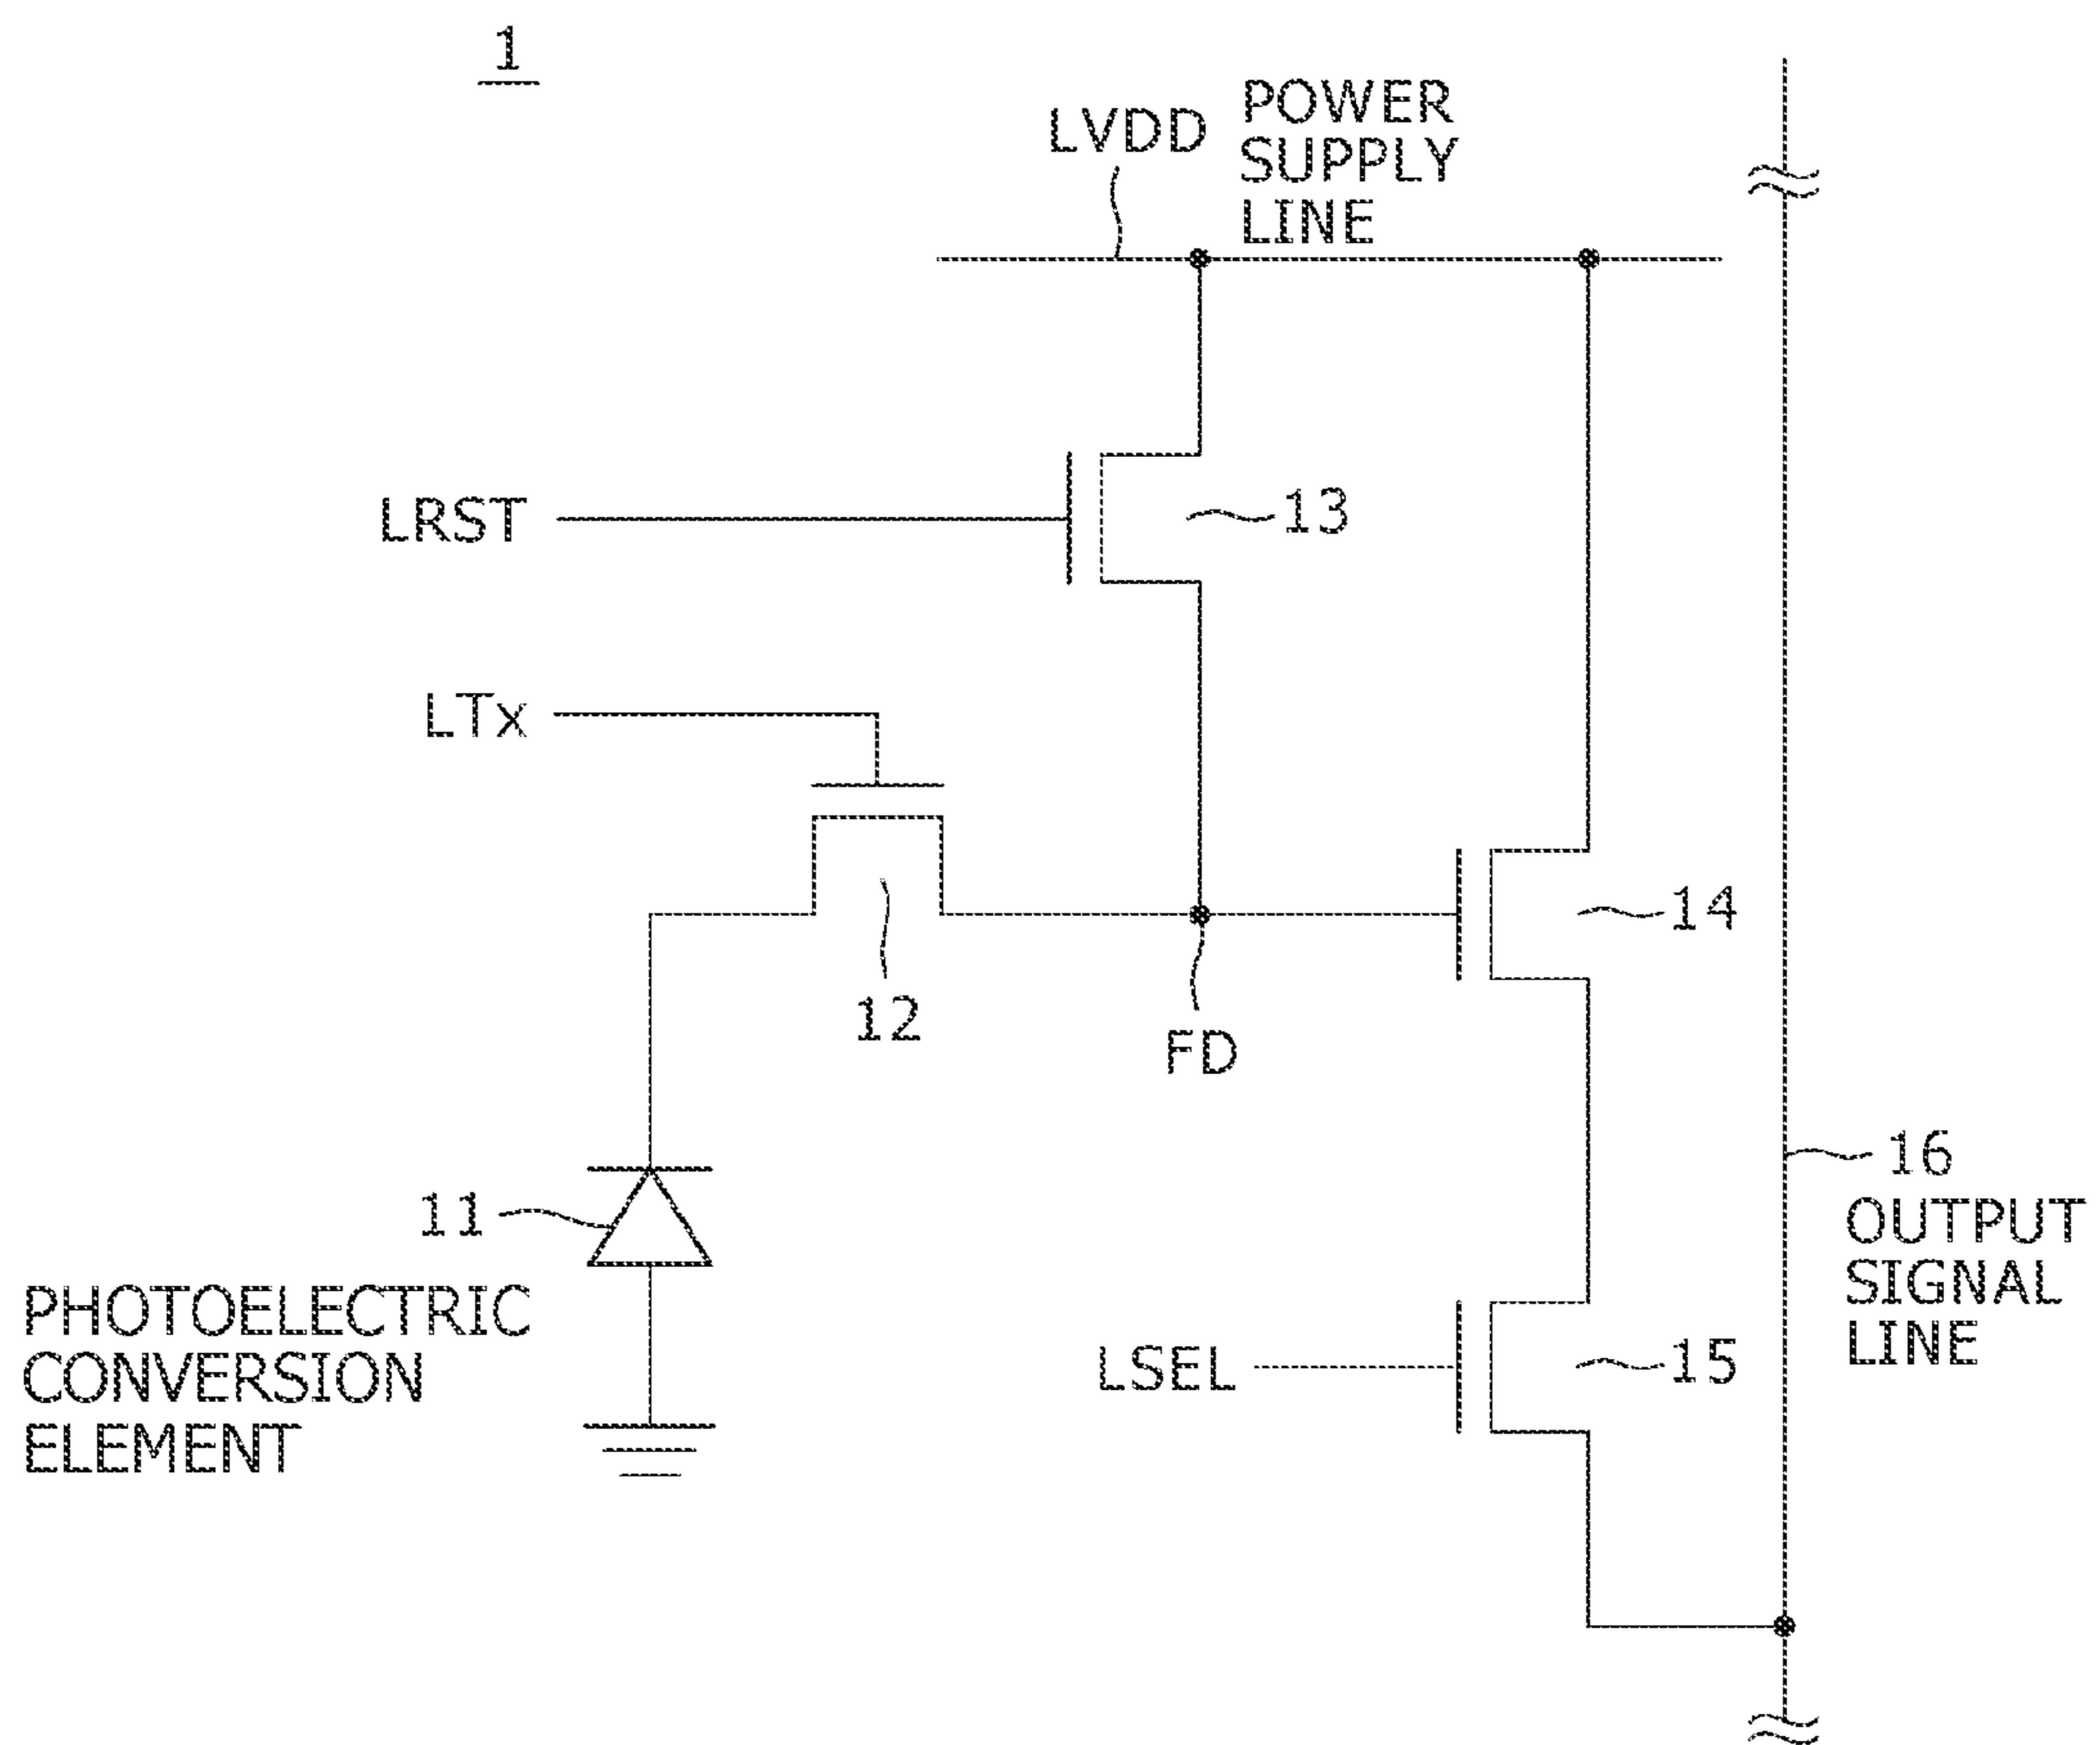 1
LVDD
POWER
SUPPLY
LINE
LRST
13
LTx
14
12
FD
16
OUTPUT
SIGNAL
LINE
11
PHOTOELECTRIC
CONVERSION
ELEMENT
LSEL
15